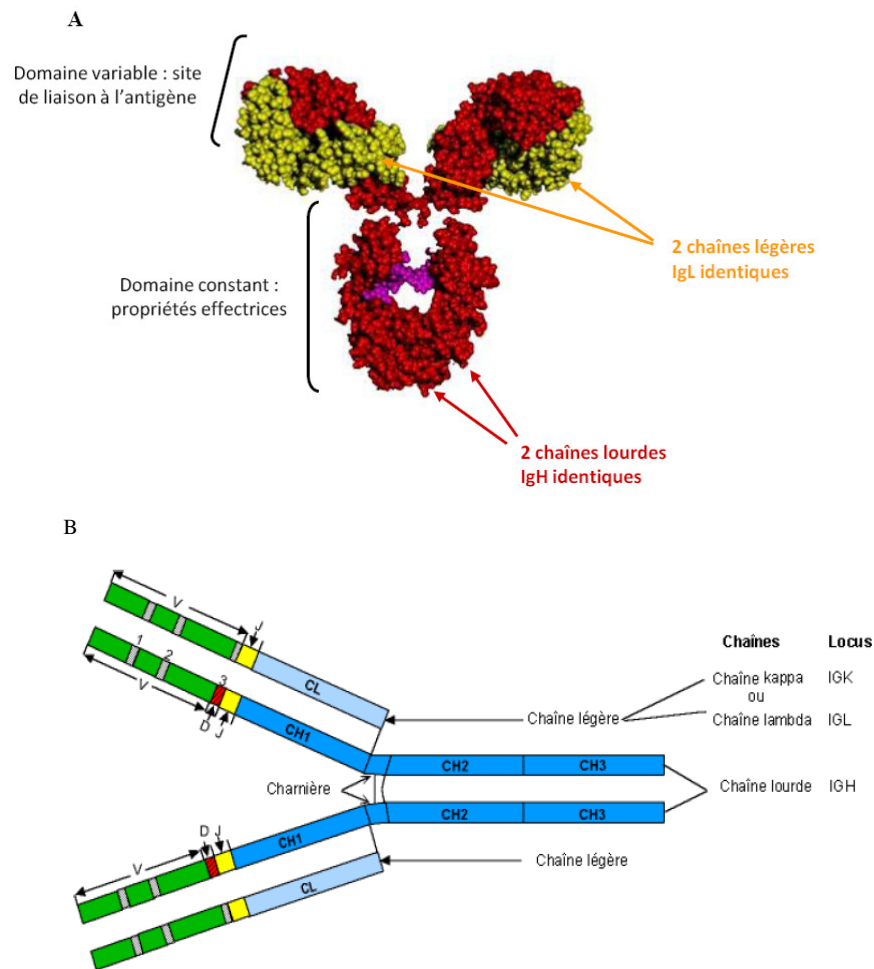 A
Domaine variable : site
de liaison à l'antigène
2 chaînes légères
IgL identiques
Domaine constant :
propriétés effectrices
2 chaînes lourdes
IgH identiques
B
V
J
1
2
3
V
D
J
CL
CH1
Chaînes
Locus
Chaîne kappa
IGK
ou
Chaîne légère
Chaîne lambda
IGL
CH2
CH3
Charnière
Chaîne lourde
IGH
CH2
CH3
D
J
V
CH1
Chaîne légère
CL